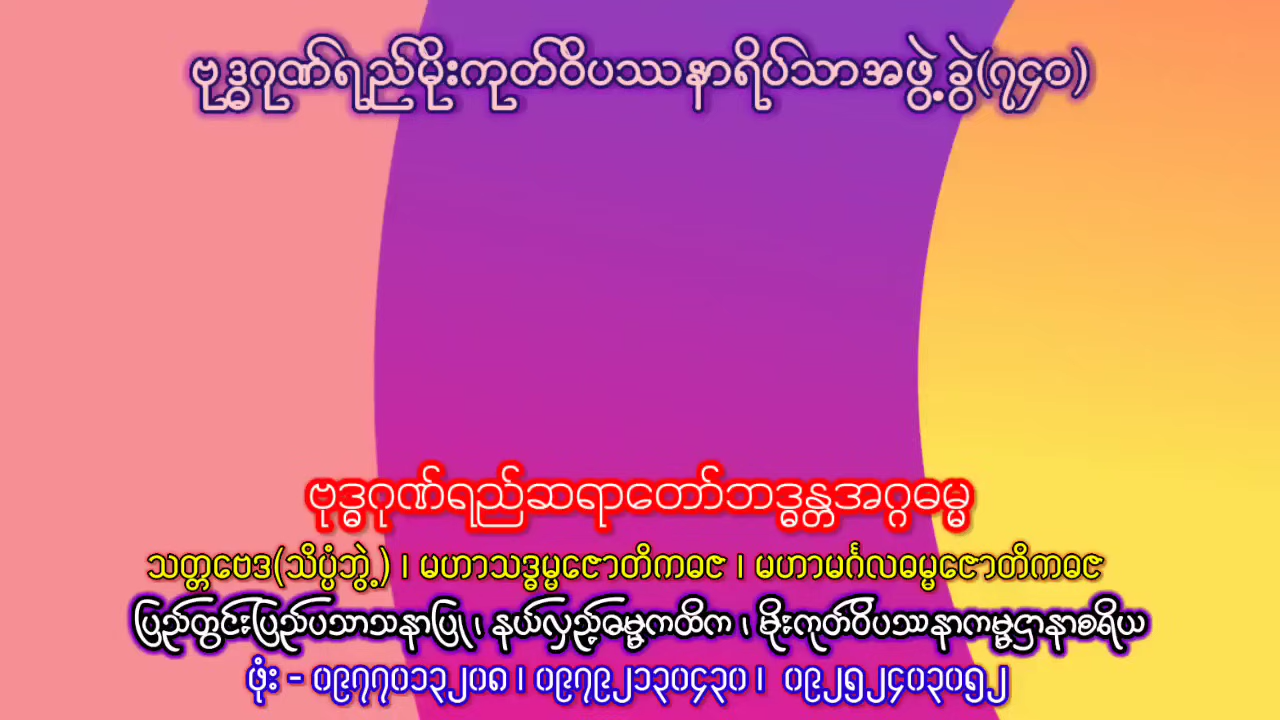 ဗုဒ္ဓဂုဏ်ရည်မိုးကုတ်ဝိပဿနာရိပ်သာအဖွဲ့ခွဲ(၇၄၀)
ဗုဒ္ဓဂုဏ်ရည်ဆရာတော်ဘဒ္ဒန္တအဂ္ဂဓမ္မ
သတ္တဗေဒ(သိပ္ပံဘွဲ့) ၊ မဟာသဒ္ဓမ္မဇောတိကဓဇ ၊ မဟာမင်္ဂလဓမ္မဇောတိကဓဇ
ပြည်တွင်းပြည်ပသာသနာပြု ၊ နယ်လှည့်ဓမ္မကထိက ၊ မိုးကုတ်ဝိပဿနာကမ္မဋ္ဌာနာစရိယ
ဖုံး - ၀၉၇၇၀၁၃၂၀၈ ၊ ၀၉၇၉၂၁၃၀၄၃၀ ၊ ၀၉၂၅၂၄၀၃၀၅၂